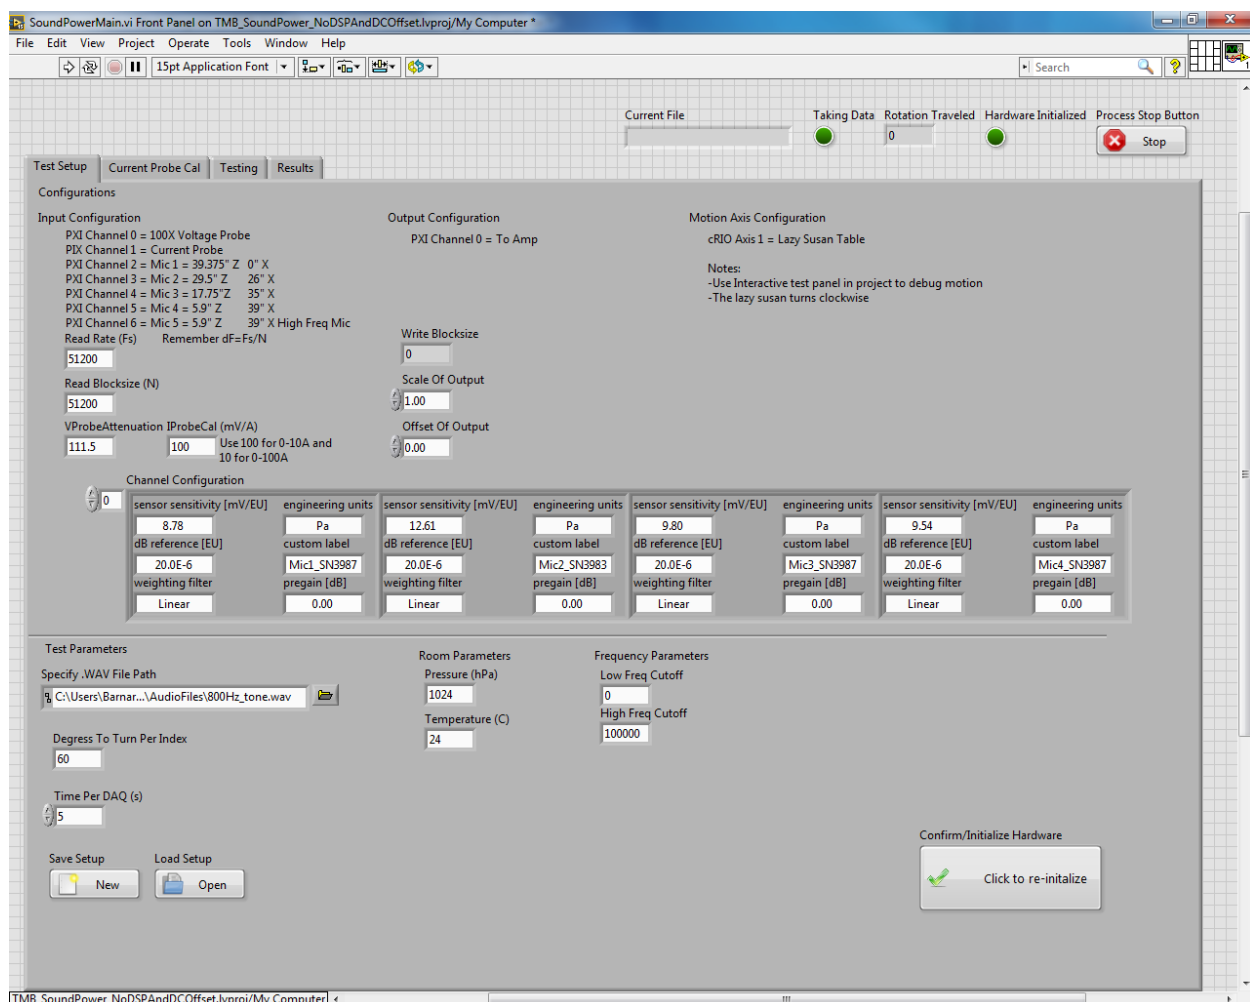 SoundPowerMain.vi Front Panel on TMB_SoundPower_NoDSPAndDCOffset.lvproj/My Computer *
File Edit View Project Operate Tools Window Help
15pt Application Font
Search
1
Current File Taking Data Rotation Traveled Hardware Initialized Process Stop Button
0 Stop
Test Setup Current Probe Cal Testing Results
Configurations
Input Configuration Output Configuration Motion Axis Configuration
PXI Channel 0 = 100X Voltage Probe PXI Channel 0 = To Amp cRIO Axis 1 = Lazy Susan Table
PIX Channel 1 = Current Probe
PXI Channel 2 = Mic 1 = 39.375" Z 0" X
PXI Channel 3 = Mic 2 = 29.5" Z 26" X
PXI Channel 4 = Mic 3 = 17.75"Z 35" X
PXI Channel 5 = Mic 4 = 5.9" Z 39" X
PXI Channel 6 = Mic 5 = 5.9" Z 39" X High Freq Mic
Notes:
-Use Interactive test panel in project to debug motion
-The lazy susan turns clockwise
Read Rate (Fs) Remember dF=Fs/N Write Blocksize
51200 0
Read Blocksize (N) Scale Of Output
51200 1.00
VProbeAttenuation IProbeCal (mV/A) Offset Of Output
111.5 100 Use 100 for 0-10A and 0.00
10 for 0-100A
Channel Configuration
0
sensor sensitivity [mV/EU] engineering units sensor sensitivity [mV/EU] engineering units sensor sensitivity [mV/EU] engineering units sensor sensitivity [mV/EU] engineering units
8.78 Pa 12.61 Pa 9.80 Pa 9.54 Pa
dB reference [EU] custom label dB reference [EU] custom label dB reference [EU] custom label dB reference [EU] custom label
20.0E-6 Mic1_SN3987 20.0E-6 Mic2_SN3983 20.0E-6 Mic3_SN3987 20.0E-6 Mic4_SN3987
weighting filter pregain [dB] weighting filter pregain [dB] weighting filter pregain [dB] weighting filter pregain [dB]
Linear 0.00 Linear 0.00 Linear 0.00 Linear 0.00
Test Parameters Room Parameters Frequency Parameters
Specify .WAV File Path Pressure (hPa) Low Freq Cutoff
C:\Users\Barnar...\AudioFiles\800Hz_tone.wav 1024 0
Temperature (C) High Freq Cutoff
24 100000
Degress To Turn Per Index
60
Time Per DAQ (s)
5
Confirm/Initialize Hardware
Save Setup Load Setup
New Open Click to re-initalize
TMB_SoundPower_NoDSPAndDCOffset.lvproj/My Computer